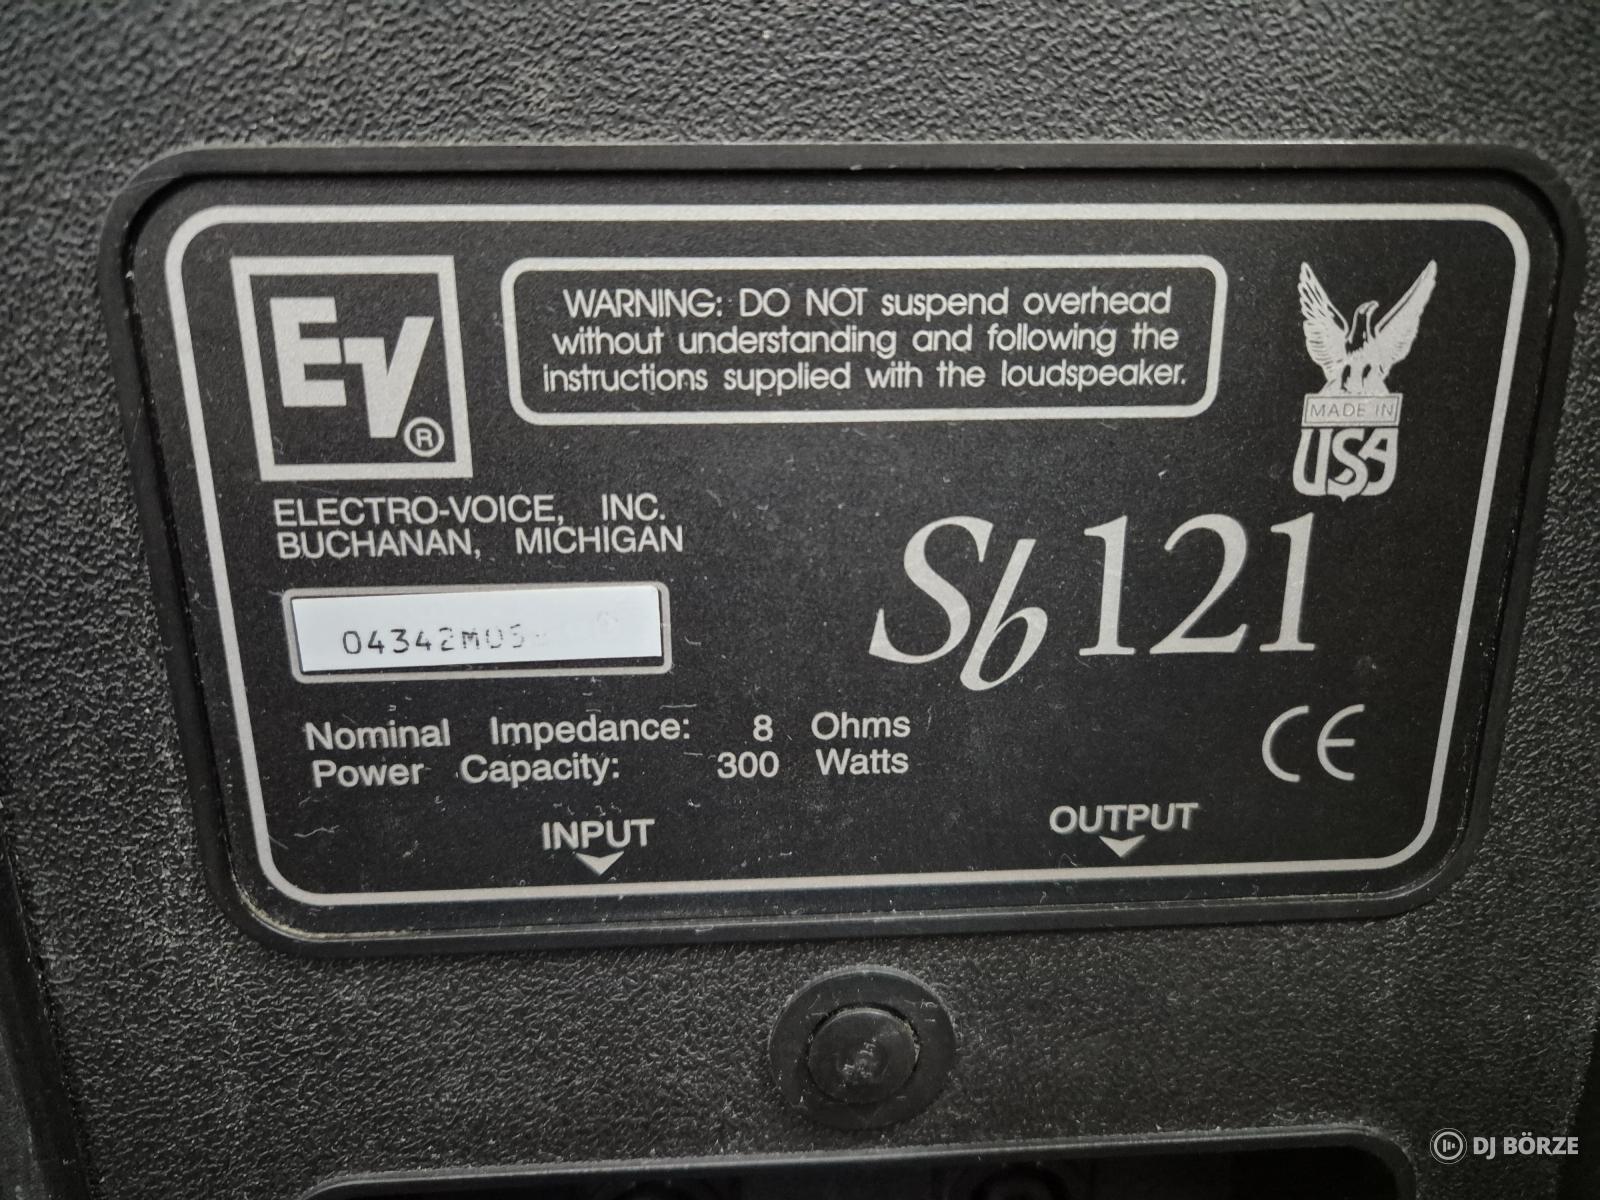 EV®
WARNING: DO NOT suspend overhead
without understanding and following the
instructions supplied with the loudspeaker.
MADE IN
USA
ELECTRO-VOICE, INC.
BUCHANAN, MICHIGAN
Sb121
04342M05
Nominal Impedance: 8 Ohms
Power Capacity: 300 Watts
CE
INPUT
OUTPUT
DJ BÖRZE